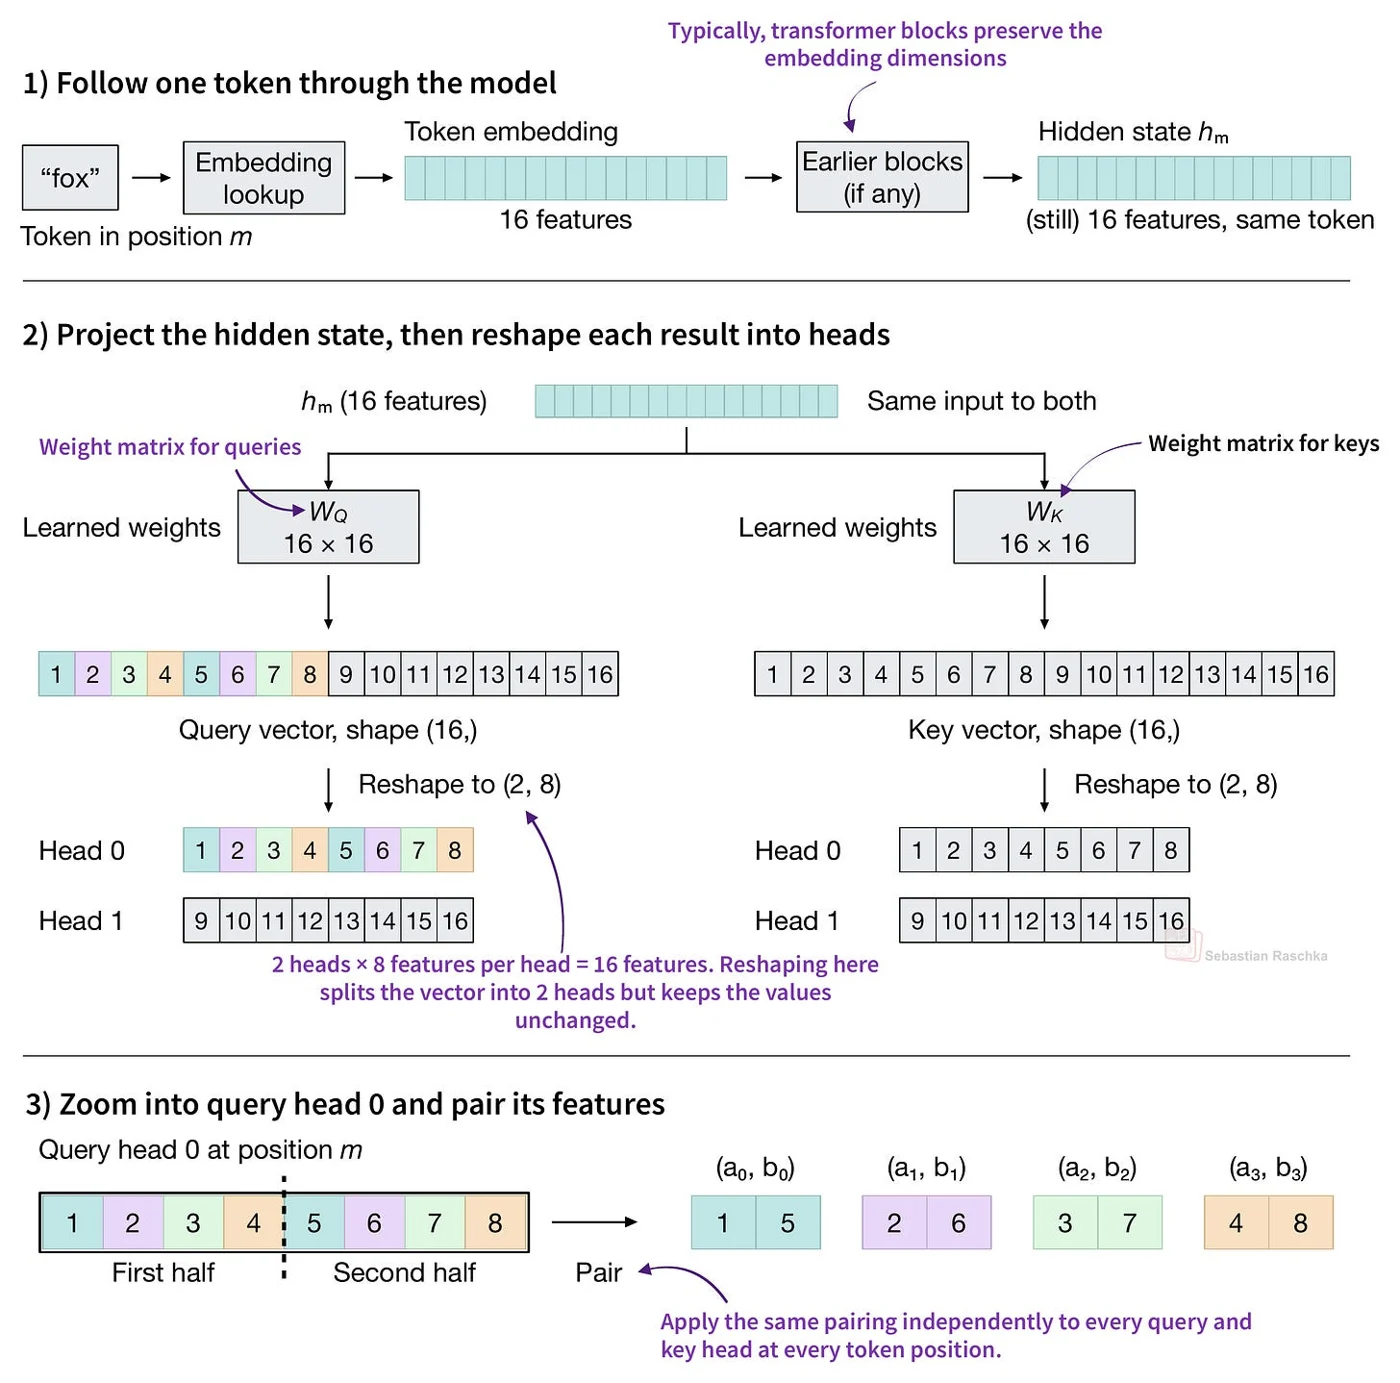 Typically, transformer blocks preserve the
embedding dimensions
1) Follow one token through the model
“fox”
Token in position m
Embedding
lookup
Token embedding
16 features
Earlier blocks
(if any)
Hidden state hₘ
(still) 16 features, same token
2) Project the hidden state, then reshape each result into heads
hₘ (16 features)
Same input to both
Weight matrix for queries
Weight matrix for keys
Learned weights
W_Q
16 × 16
Learned weights
W_K
16 × 16
1 2 3 4 5 6 7 8 9 10 11 12 13 14 15 16
Query vector, shape (16,)
Reshape to (2, 8)
Head 0
1 2 3 4 5 6 7 8
Head 1
9 10 11 12 13 14 15 16
1 2 3 4 5 6 7 8 9 10 11 12 13 14 15 16
Key vector, shape (16,)
Reshape to (2, 8)
Head 0
1 2 3 4 5 6 7 8
Head 1
9 10 11 12 13 14 15 16
Sebastian Raschka
2 heads × 8 features per head = 16 features. Reshaping here
splits the vector into 2 heads but keeps the values
unchanged.
3) Zoom into query head 0 and pair its features
Query head 0 at position m
1 2 3 4 5 6 7 8
First half
Second half
Pair
(a₀, b₀)
1 5
(a₁, b₁)
2 6
(a₂, b₂)
3 7
(a₃, b₃)
4 8
Apply the same pairing independently to every query and
key head at every token position.